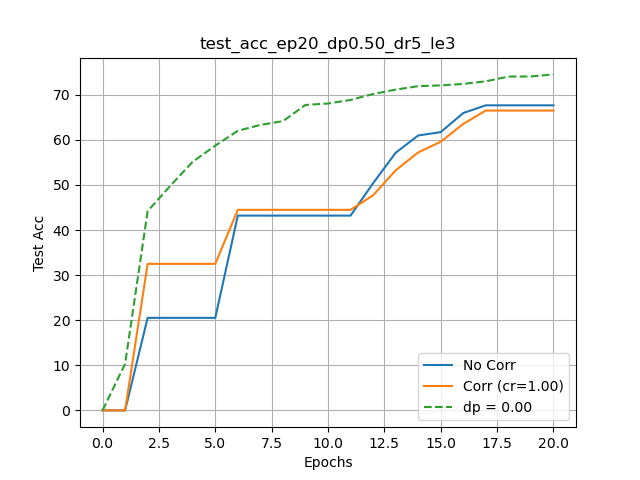 test_acc_ep20_dp0.50_dr5_le3
Test Acc
70
60
50
40
30
20
10
0
0.0 2.5 5.0 7.5 10.0 12.5 15.0 17.5 20.0
Epochs
No Corr
Corr (cr=1.00)
dp = 0.00